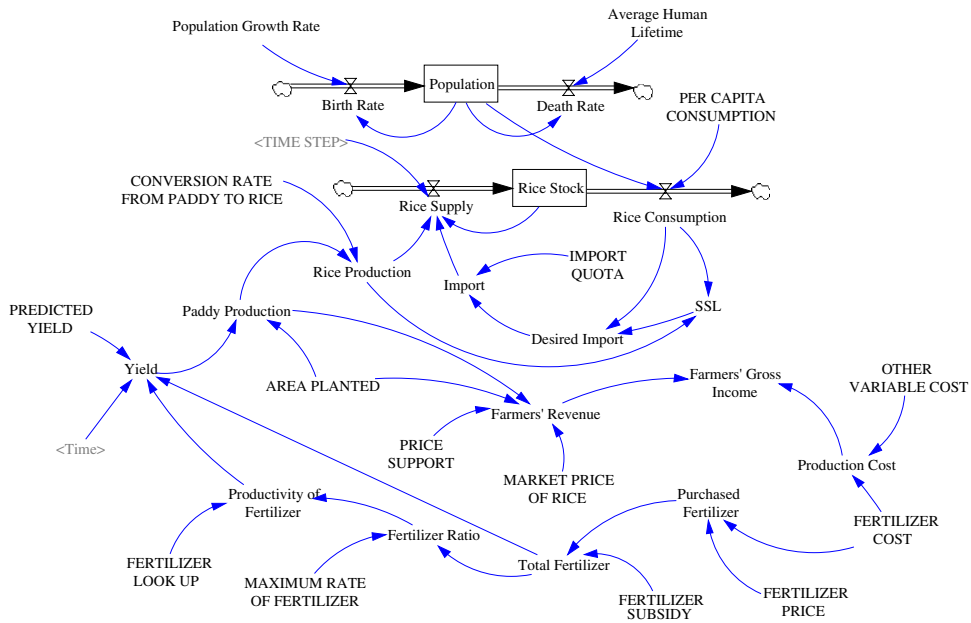 Population Growth Rate
Average Human
Lifetime
Population
Birth Rate
Death Rate
PER CAPITA
CONSUMPTION
<TIME STEP>
CONVERSION RATE
FROM PADDY TO RICE
Rice Stock
Rice Supply
Rice Consumption
Rice Production
IMPORT
QUOTA
Import
SSL
PREDICTED
YIELD
Paddy Production
Desired Import
Yield
AREA PLANTED
Farmers' Gross
Income
OTHER
VARIABLE COST
Farmers' Revenue
<Time>
PRICE
SUPPORT
MARKET PRICE
OF RICE
Production Cost
Productivity of
Fertilizer
Purchased
Fertilizer
FERTILIZER
COST
Fertilizer Ratio
FERTILIZER
LOOK UP
Total Fertilizer
MAXIMUM RATE
OF FERTILIZER
FERTILIZER
SUBSIDY
FERTILIZER
PRICE